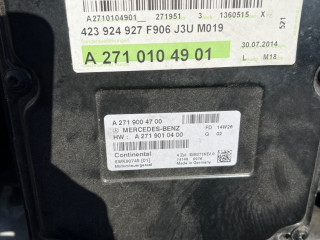 A2710104901 271951 3 1360515 X
423 924 927 F906 J3U M019
30.07.2014
A 271 010 49 01
L M18
A 271 900 47 00
MERCEDES-BENZ
HW: A 271 901 04 00
Continental
Made in Germany